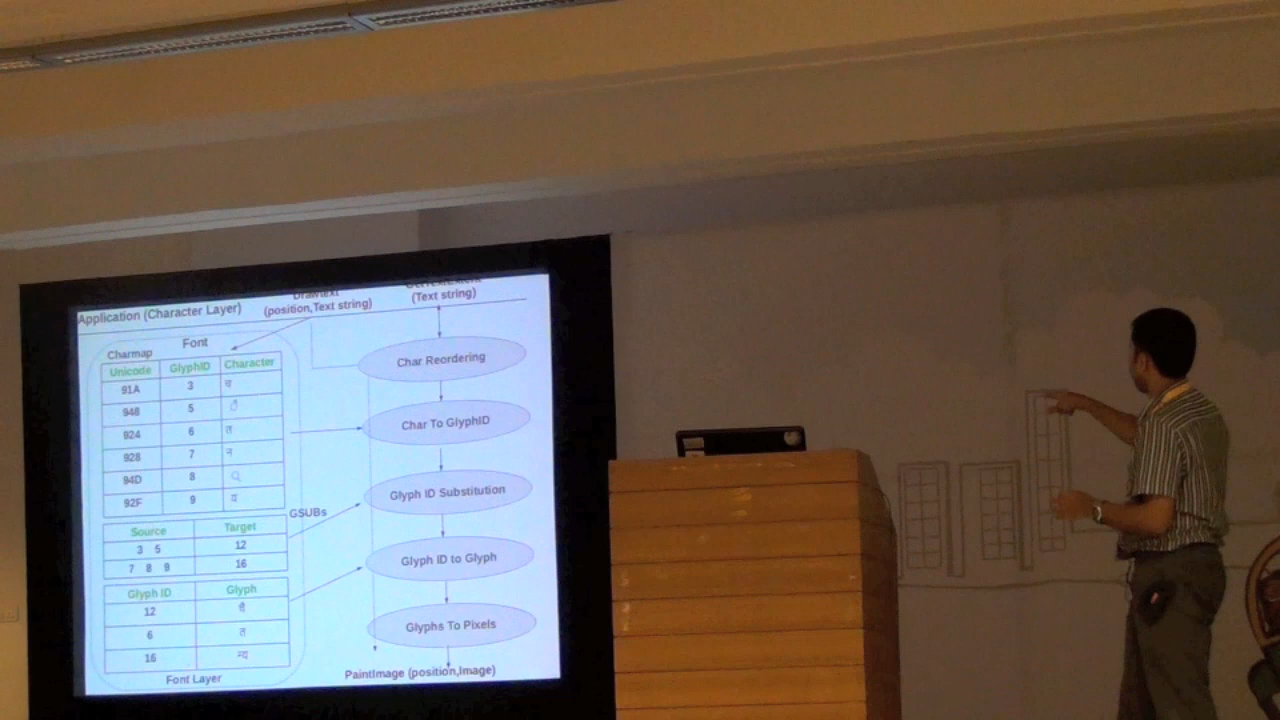 Application (Character Layer)
(position,Text string)
(Text string)
Font
Charmap
Unicode GlyphID Character
91A 3 च
948 5 ै
924 6 त
928 7 न
94D 8 ्
92F 9 य
Source Target
3 5 12
7 8 9 16
Glyph ID Glyph
12 चै
6 त
16 न्य
Font Layer
GSUBs
Char Reordering
Char To GlyphID
Glyph ID Substitution
Glyph ID to Glyph
Glyphs To Pixels
PaintImage (position,Image)